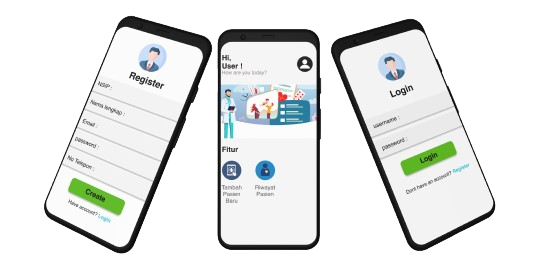 Register
NSIP :
Nama lengkap :
Email :
password :
No Telepon :
Create
Have account? Login
Hi,
User !
How are you today?
Fitur
Tambah
Pasien
Baru
Riwayat
Pasien
Login
username :
password :
Login
Dont have an account? Register